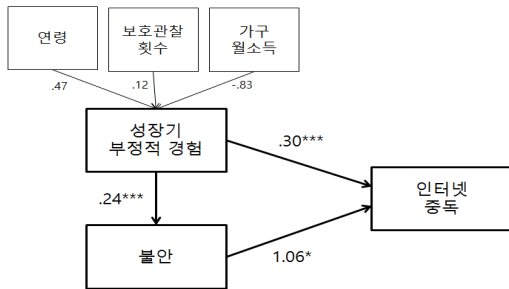 연령
보호관찰
횟수
가구
월소득
.47
.12
-.83
성장기
부정적 경험
.30***
인터넷
중독
.24***
불안
1.06*